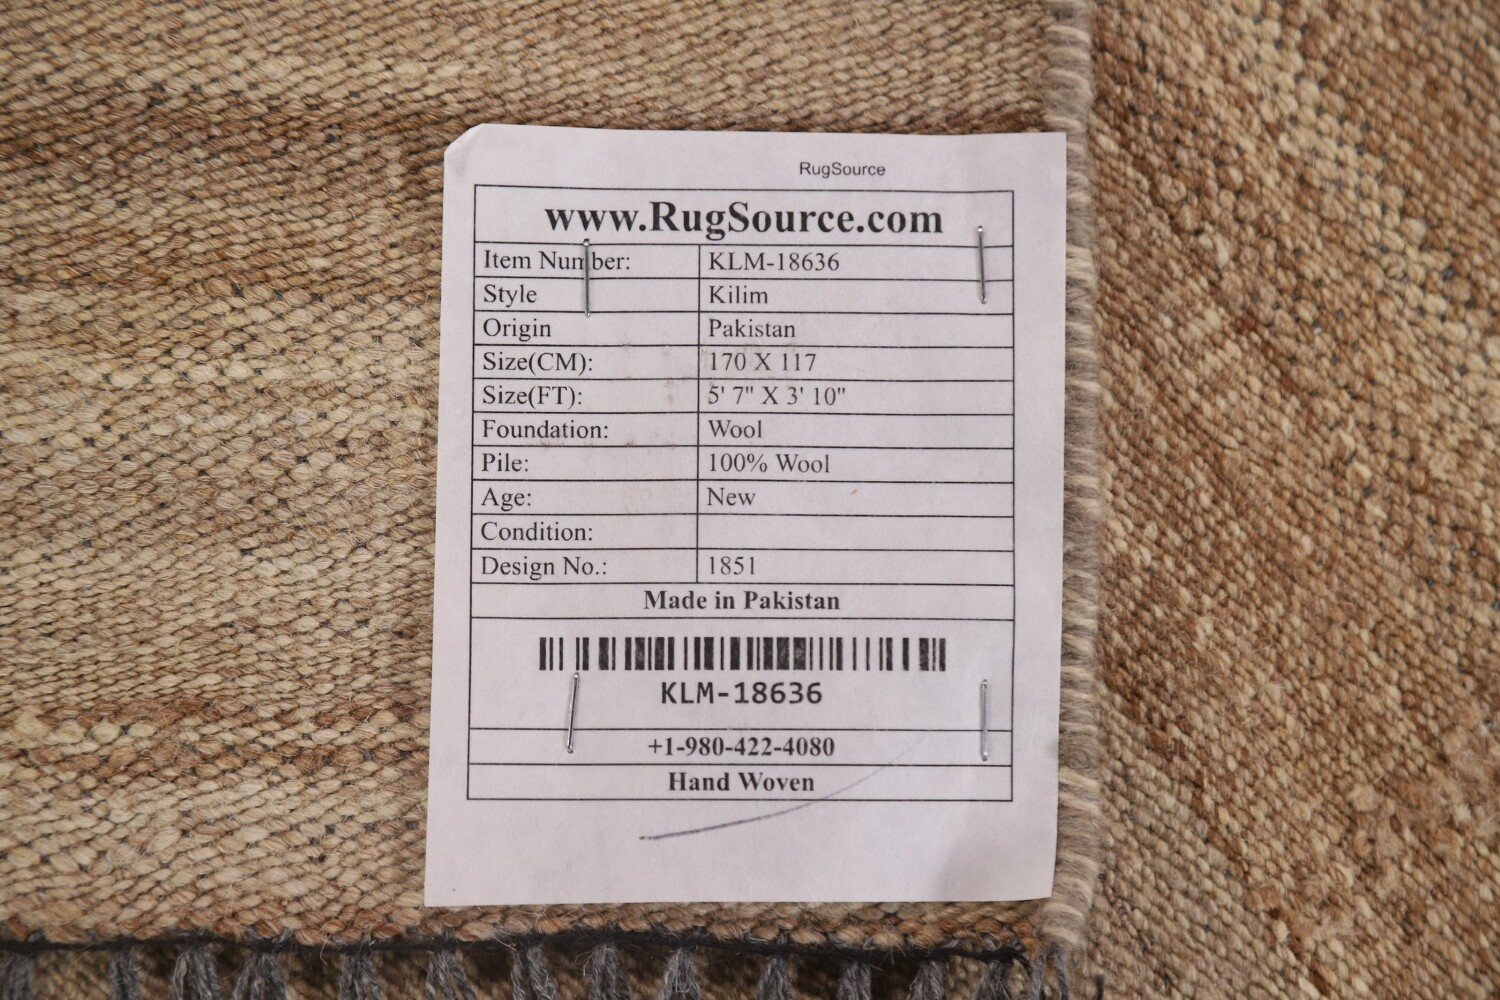 RugSource
www.RugSource.com
Item Number: KLM-18636
Style Kilim
Origin Pakistan
Size(CM): 170 X 117
Size(FT): 5' 7" X 3' 10"
Foundation: Wool
Pile: 100% Wool
Age: New
Condition:
Design No.: 1851
Made in Pakistan
KLM-18636
+1-980-422-4080
Hand Woven